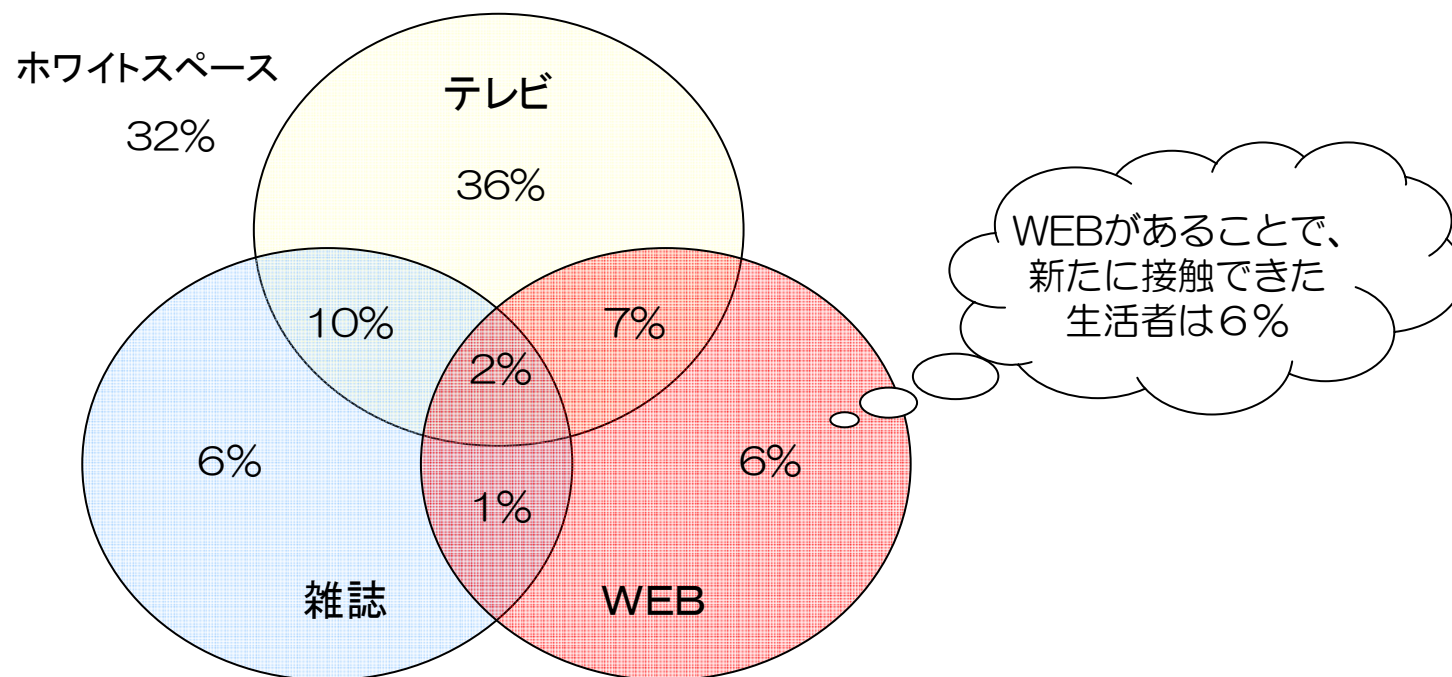 ホワイトスペース
32%
テレビ
36%
10%
7%
2%
6%
6%
1%
雑誌
WEB
WEBがあることで、
新たに接触できた
生活者は6%